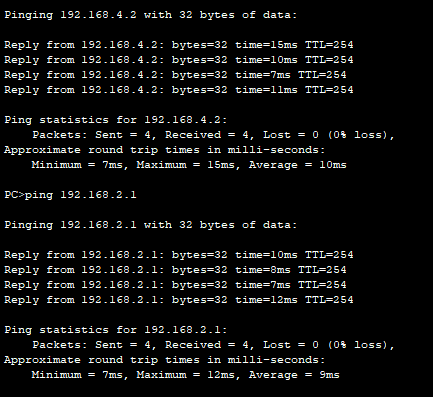 Pinging 192.168.4.2 with 32 bytes of data:
Reply from 192.168.4.2: bytes=32 time=15ms TTL=254
Reply from 192.168.4.2: bytes=32 time=10ms TTL=254
Reply from 192.168.4.2: bytes=32 time=7ms TTL=254
Reply from 192.168.4.2: bytes=32 time=11ms TTL=254
Ping statistics for 192.168.4.2:
Packets: Sent = 4, Received = 4, Lost = 0 (0% loss),
Approximate round trip times in milli-seconds:
Minimum = 7ms, Maximum = 15ms, Average = 10ms
PC>ping 192.168.2.1
Pinging 192.168.2.1 with 32 bytes of data:
Reply from 192.168.2.1: bytes=32 time=10ms TTL=254
Reply from 192.168.2.1: bytes=32 time=8ms TTL=254
Reply from 192.168.2.1: bytes=32 time=7ms TTL=254
Reply from 192.168.2.1: bytes=32 time=12ms TTL=254
Ping statistics for 192.168.2.1:
Packets: Sent = 4, Received = 4, Lost = 0 (0% loss),
Approximate round trip times in milli-seconds:
Minimum = 7ms, Maximum = 12ms, Average = 9ms